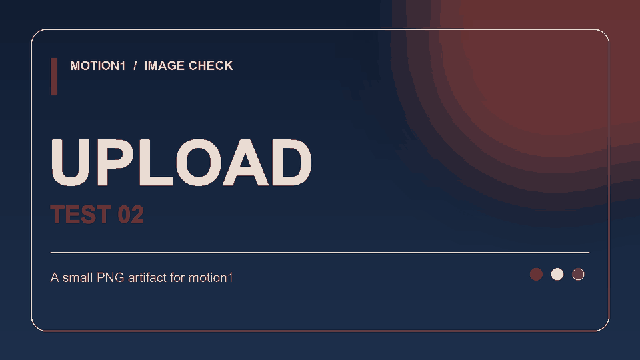 MOTION1 / IMAGE CHECK
UPLOAD
TEST 02
A small PNG artifact for motion1